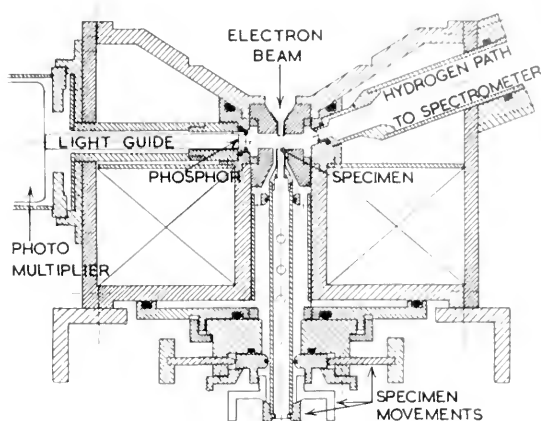 ELECTRON
BEAM
HYDROGEN PATH
TO SPECTROMETER
LIGHT GUIDE
PHOSPHOR
SPECIMEN
PHOTO
MULTIPLIER
SPECIMEN
MOVEMENTS